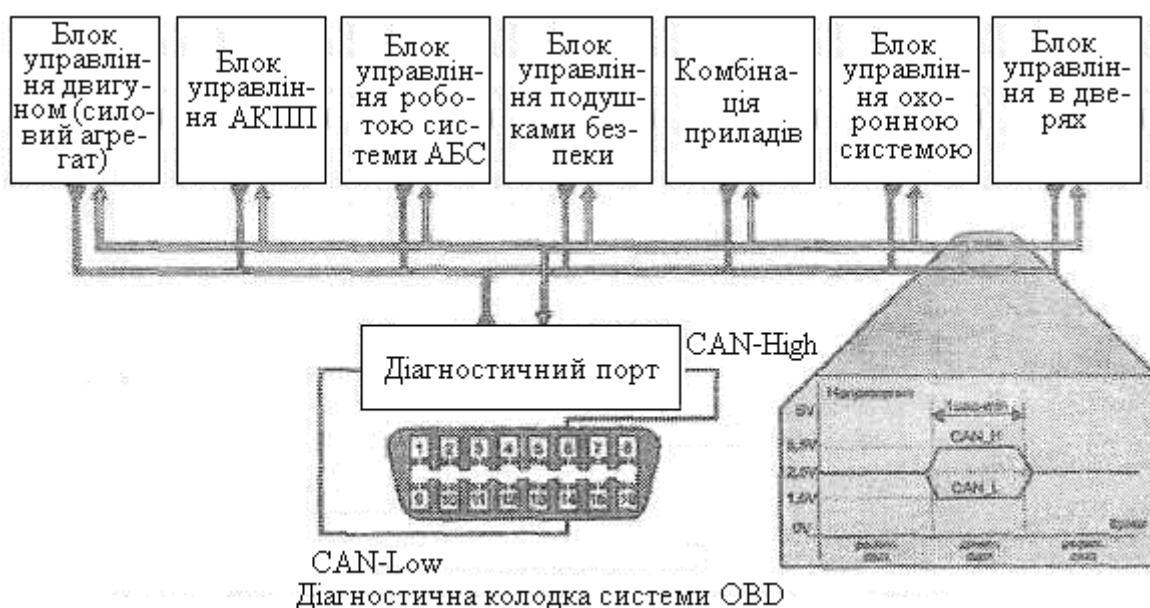 Блок
управлін-
ня двигу-
ном (сило-
вий агре-
гат)
Блок
управлін-
ня АКПП
Блок
управлін-
ня робо-
тою сис-
теми АБС
Блок
управлін-
ня подуш-
ками без-
пеки
Комбіна-
ція
приладів
Блок
управлін-
ня охо-
ронною
системою
Блок
управлін-
ня в две-
рях
CAN-High
Діагностичний порт
1 2 3 4 5 6 7 8
9 10 11 12 13 14 15 16
5V
CAN_H
3,5V
2,5V
CAN_L
1,5V
0V
CAN-Low
Діагностична колодка системи OBD